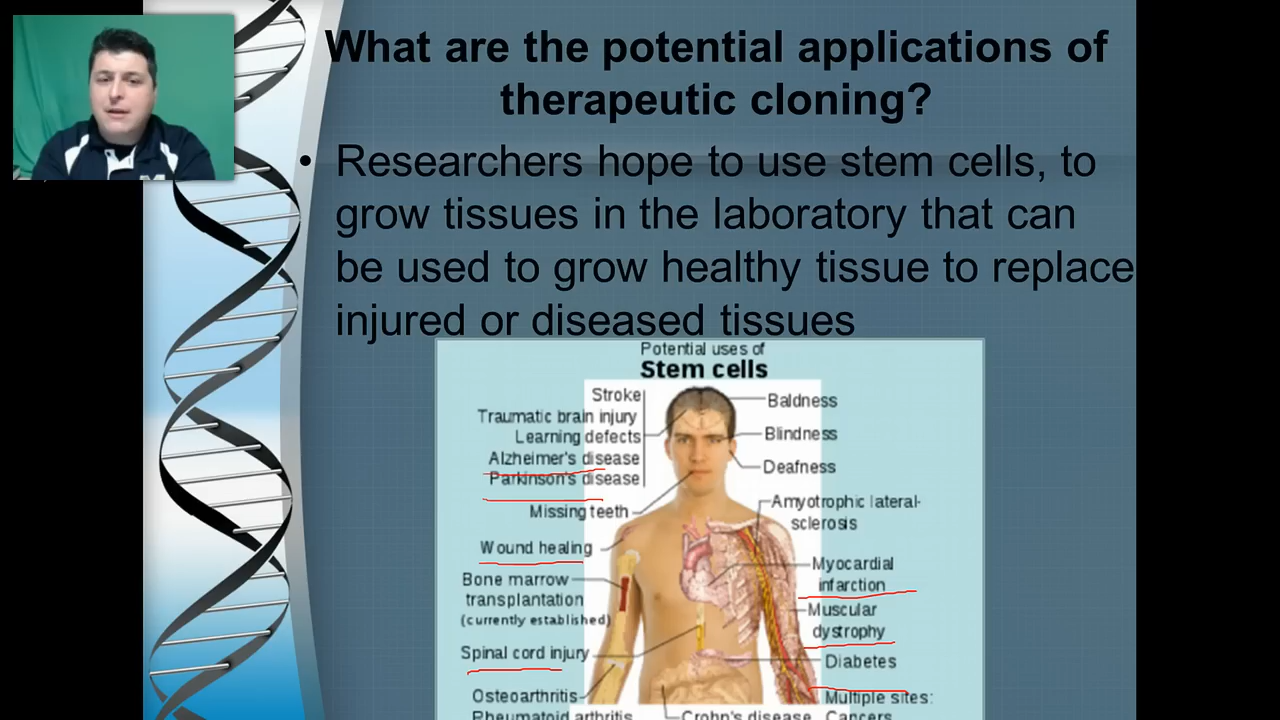 What are the potential applications of
therapeutic cloning?
• Researchers hope to use stem cells, to
grow tissues in the laboratory that can
be used to grow healthy tissue to replace
injured or diseased tissues
Potential uses of
Stem cells
Stroke
Traumatic brain injury
Learning defects
Alzheimer's disease
Parkinson's disease
Missing teeth
Wound healing
Bone marrow
transplantation
(currently established)
Spinal cord injury
Osteoarthritis
Rheumatoid arthritis
Baldness
Blindness
Deafness
Amyotrophic lateral-
sclerosis
Myocardial
infarction
Muscular
dystrophy
Diabetes
Multiple sites:
Cancers
Crohn's disease